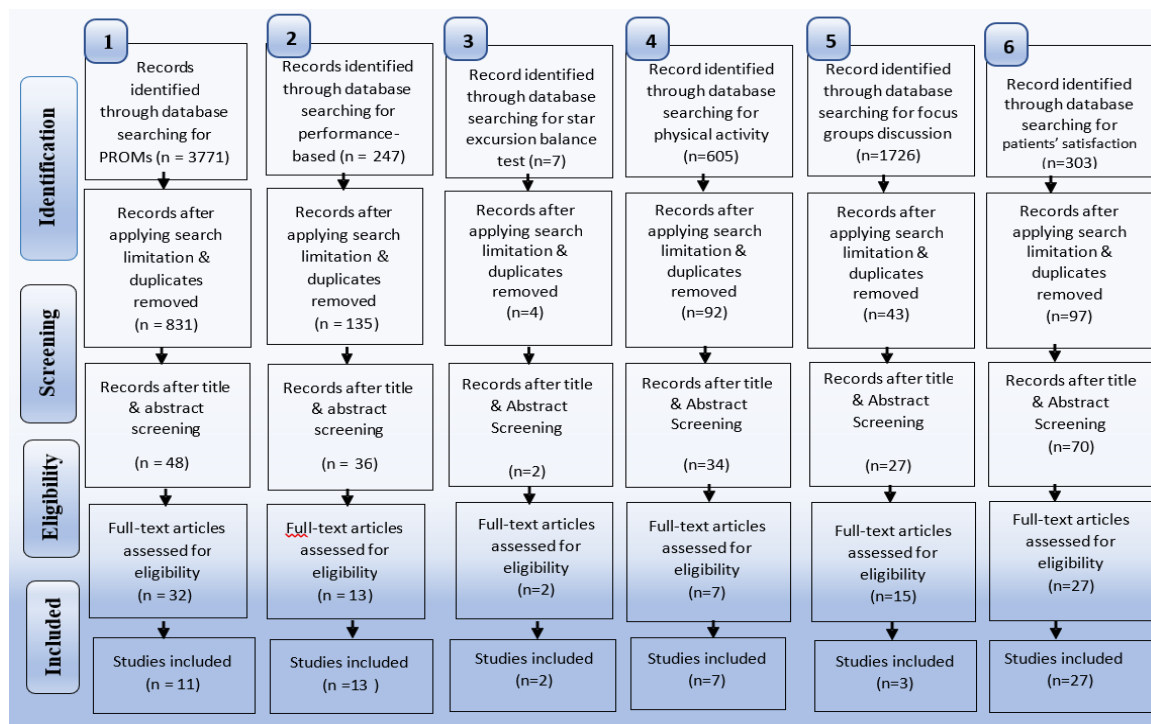 Identification
Screening
Eligibility
Included
1
Records
identified
through database
searching for
PROMs (n = 3771)
Records after
applying search
limitation &
duplicates
removed
(n = 831)
Records after title
& abstract
screening
(n = 48)
Full-text articles
assessed for
eligibility
(n = 32)
Studies included
(n = 11)
2
Records identified
through database
searching for
performance-
based (n = 247)
Records after
applying search
limitation &
duplicates
removed
(n = 135)
Records after title
& abstract
screening
(n = 36)
Full-text articles
assessed for
eligibility
(n = 13)
Studies included
(n =13 )
3
Record identified
through database
searching for star
excursion balance
test (n=7)
Records after
applying search
limitation &
duplicates
removed
(n=4)
Records after title
& Abstract
Screening
(n=2)
Full-text articles
assessed for
eligibility
(n=2)
Studies included
(n=2)
4
Record identified
through database
searching for
physical activity
(n=605)
Records after
applying search
limitation &
duplicates
removed
(n=92)
Records after title
& Abstract
Screening
(n=34)
Full-text articles
assessed for
eligibility
(n=7)
Studies included
(n=7)
5
Record identified
through database
searching for focus
groups discussion
(n=1726)
Records after
applying search
limitation &
duplicates
removed
(n=43)
Records after title
& Abstract
Screening
(n=27)
Full-text articles
assessed for
eligibility
(n=15)
Studies included
(n=3)
6
Record identified
through database
searching for
patients' satisfaction
(n=303)
Records after
applying search
limitation &
duplicates
removed
(n=97)
Records after title
& Abstract
Screening
(n=70)
Full-text articles
assessed for
eligibility
(n=27)
Studies included
(n=27)